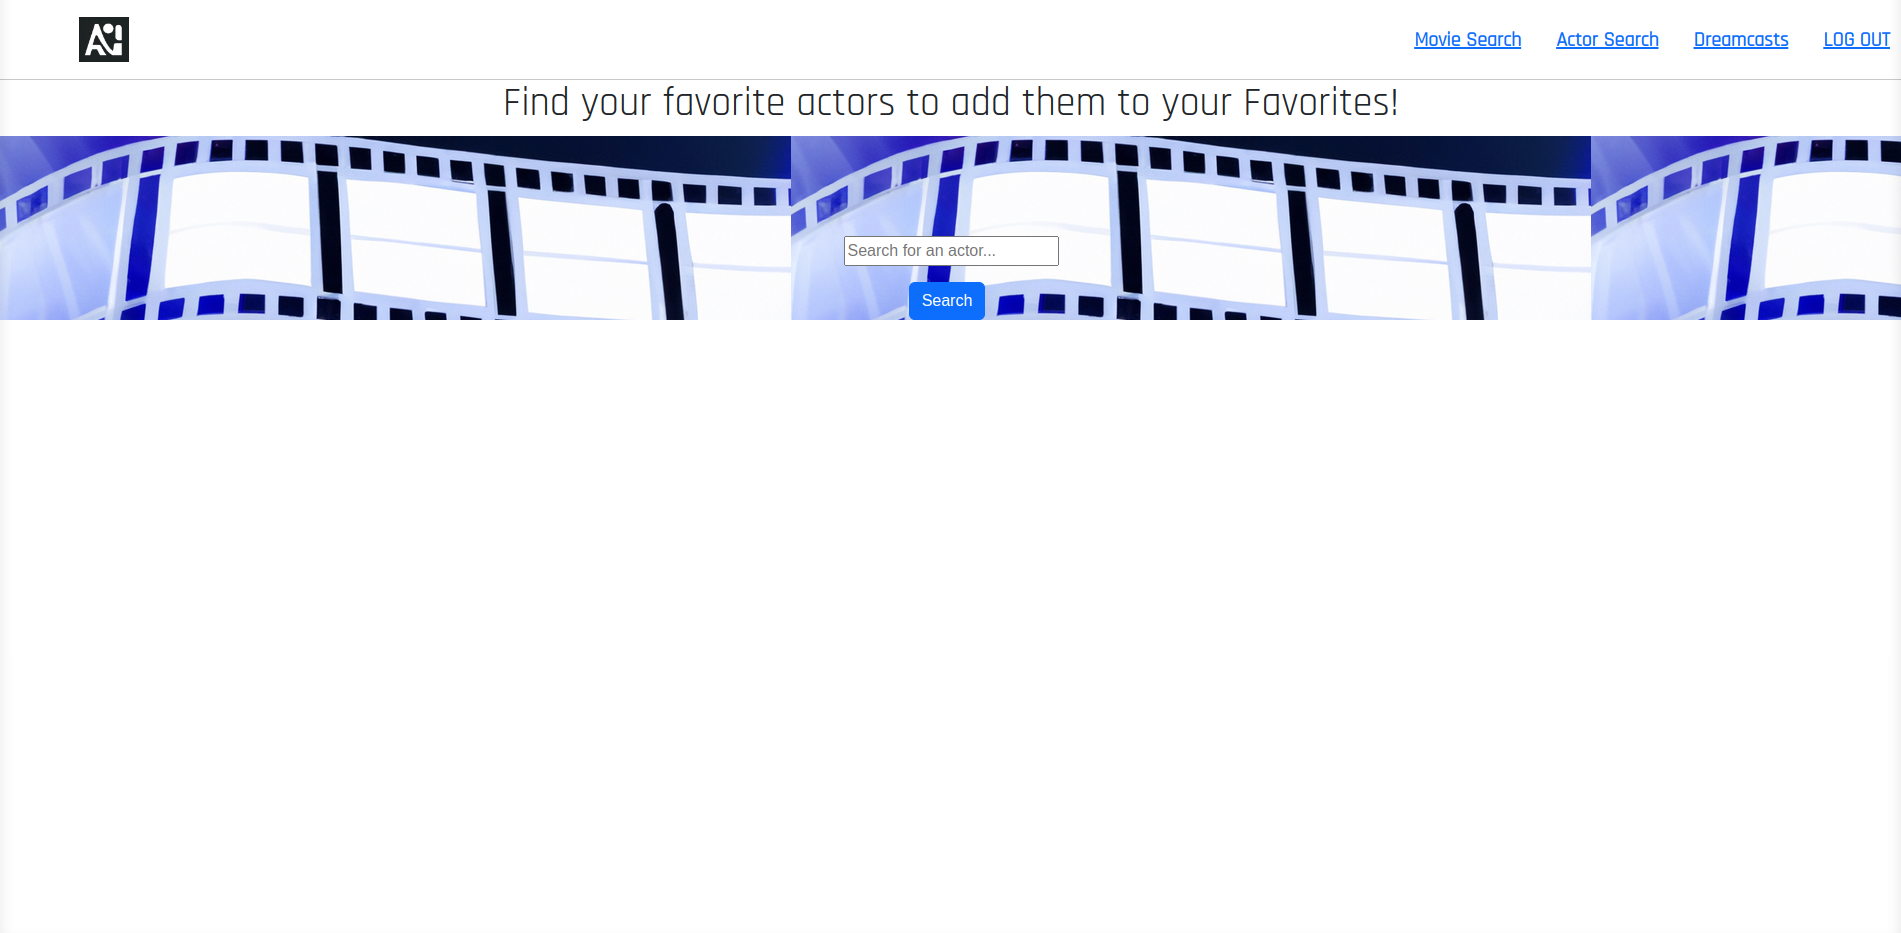 Movie Search
Actor Search
Dreamcasts
LOG OUT
Find your favorite actors to add them to your Favorites!
Search for an actor...
Search